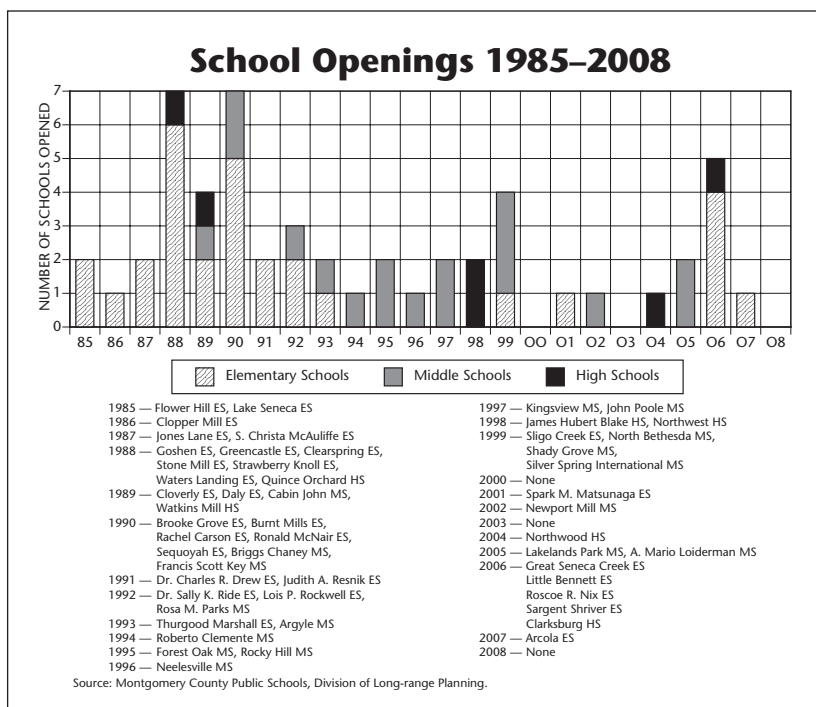 School Openings 1985–2008
NUMBER OF SCHOOLS OPENED
7
6
5
4
3
2
1
0
85 86 87 88 89 90 91 92 93 94 95 96 97 98 99 OO O1 O2 O3 O4 O5 O6 O7 O8
Elementary Schools Middle Schools High Schools
1985 — Flower Hill ES, Lake Seneca ES
1986 — Clopper Mill ES
1987 — Jones Lane ES, S. Christa McAuliffe ES
1988 — Goshen ES, Greencastle ES, Clearspring ES,
Stone Mill ES, Strawberry Knoll ES,
Waters Landing ES, Quince Orchard HS
1989 — Cloverly ES, Daly ES, Cabin John MS,
Watkins Mill HS
1990 — Brooke Grove ES, Burnt Mills ES,
Rachel Carson ES, Ronald McNair ES,
Sequoyah ES, Briggs Chaney MS,
Francis Scott Key MS
1991 — Dr. Charles R. Drew ES, Judith A. Resnik ES
1992 — Dr. Sally K. Ride ES, Lois P. Rockwell ES,
Rosa M. Parks MS
1993 — Thurgood Marshall ES, Argyle MS
1994 — Roberto Clemente MS
1995 — Forest Oak MS, Rocky Hill MS
1996 — Neelesville MS
1997 — Kingsview MS, John Poole MS
1998 — James Hubert Blake HS, Northwest HS
1999 — Sligo Creek ES, North Bethesda MS,
Shady Grove MS,
Silver Spring International MS
2000 — None
2001 — Spark M. Matsunaga ES
2002 — Newport Mill MS
2003 — None
2004 — Northwood HS
2005 — Lakelands Park MS, A. Mario Loiderman MS
2006 — Great Seneca Creek ES
Little Bennett ES
Roscoe R. Nix ES
Sargent Shriver ES
Clarksburg HS
2007 — Arcola ES
2008 — None
Source: Montgomery County Public Schools, Division of Long-range Planning.